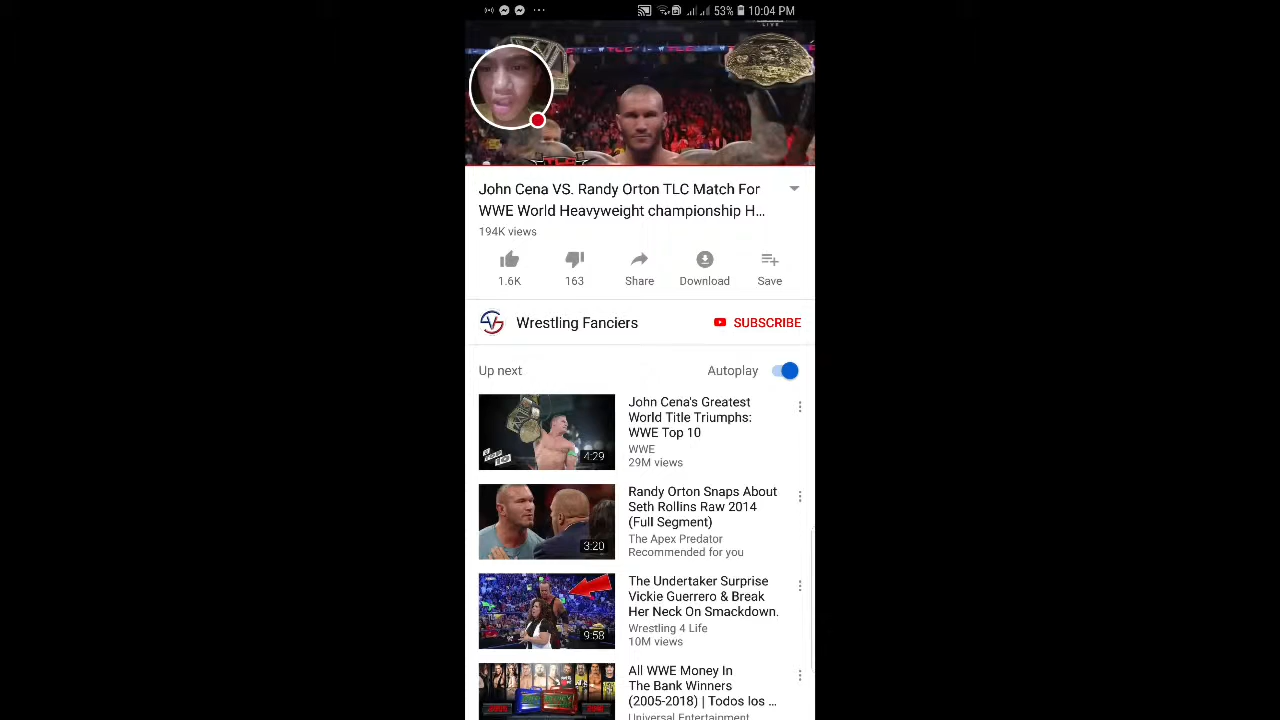 53% 10:04 PM
LIVE
TLC
TLC
John Cena VS. Randy Orton TLC Match For
WWE World Heavyweight championship H...
194K views
1.6K
163
Share
Download
Save
Wrestling Fanciers
SUBSCRIBE
Up next
Autoplay
John Cena's Greatest
World Title Triumphs:
WWE Top 10
WWE
29M views
4:29
Randy Orton Snaps About
Seth Rollins Raw 2014
(Full Segment)
The Apex Predator
Recommended for you
3:20
The Undertaker Surprise
Vickie Guerrero & Break
Her Neck On Smackdown.
Wrestling 4 Life
10M views
9:58
All WWE Money In
The Bank Winners
(2005-2018) | Todos los ...
Universal Entertainment